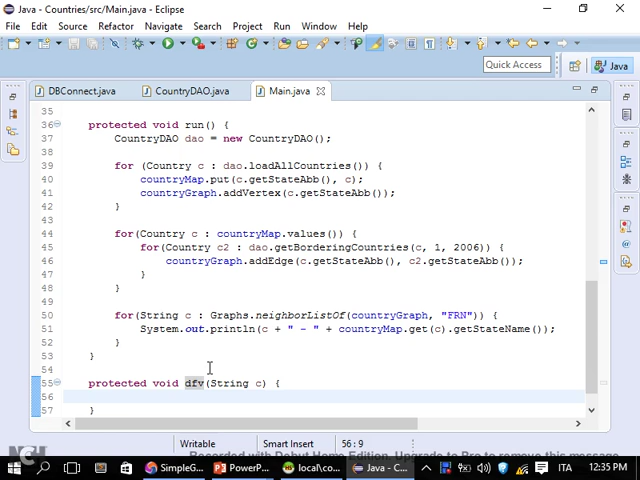 Java - Countries/src/Main.java - Eclipse
File Edit Source Refactor Navigate Search Project Run Window Help
Quick Access
Java
DBConnect.java CountryDAO.java Main.java
35
36 protected void run() {
37 CountryDAO dao = new CountryDAO();
38
39 for (Country c : dao.loadAllCountries()) {
40 countryMap.put(c.getStateAbb(), c);
41 countryGraph.addVertex(c.getStateAbb());
42 }
43
44 for(Country c : countryMap.values()) {
45 for(Country c2 : dao.getBorderingCountries(c, 1, 2006)) {
46 countryGraph.addEdge(c.getStateAbb(), c2.getStateAbb());
47 }
48 }
49
50 for(String c : Graphs.neighborListOf(countryGraph, "FRN")) {
51 System.out.println(c + " - " + countryMap.get(c).getStateName());
52 }
53 }
54
55 protected void dfv(String c) {
56
57 }
Writable Smart Insert 56 : 9
NCH
Recorded with Debut Home Edition. Upgrade to Pro to remove this message
SimpleG... PowerP... local\co... Java - C... ITA 12:35 PM